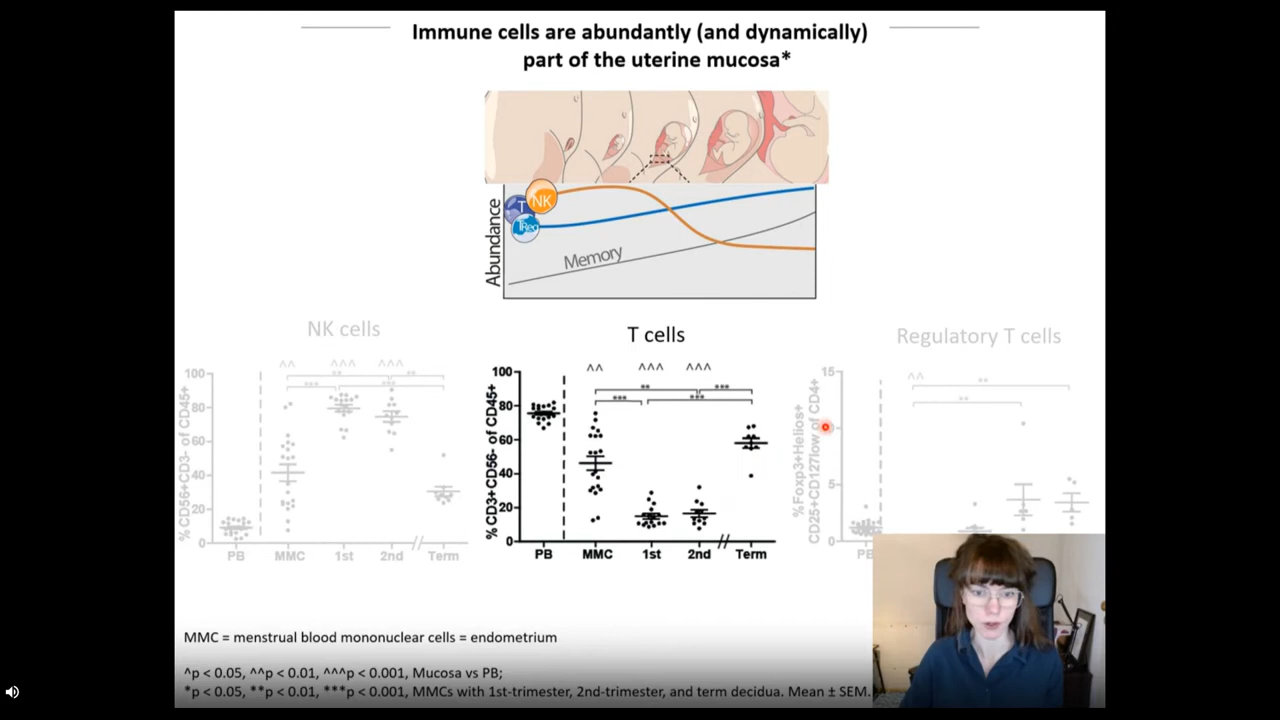 Immune cells are abundantly (and dynamically)
part of the uterine mucosa*
NK
T
TReg
Abundance
Memory
NK cells
T cells
Regulatory T cells
^^ ^^^ ^^^
** **
*** ***
100
80
60
40
20
0
% CD56+CD3- of CD45+
PB MMC 1st 2nd Term
^^ ^^^ ^^^
** ***
*** ***
100
80
60
40
20
0
% CD3+CD56- of CD45+
PB MMC 1st 2nd Term
^^
**
**
15
5
0
%Foxp3+Helios+
CD25+CD127low of CD4+
MMC = menstrual blood mononuclear cells = endometrium
^p < 0.05, ^^p < 0.01, ^^^p < 0.001, Mucosa vs PB;
*p < 0.05, **p < 0.01, ***p < 0.001, MMCs with 1st-trimester, 2nd-trimester, and term decidua. Mean ± SEM.